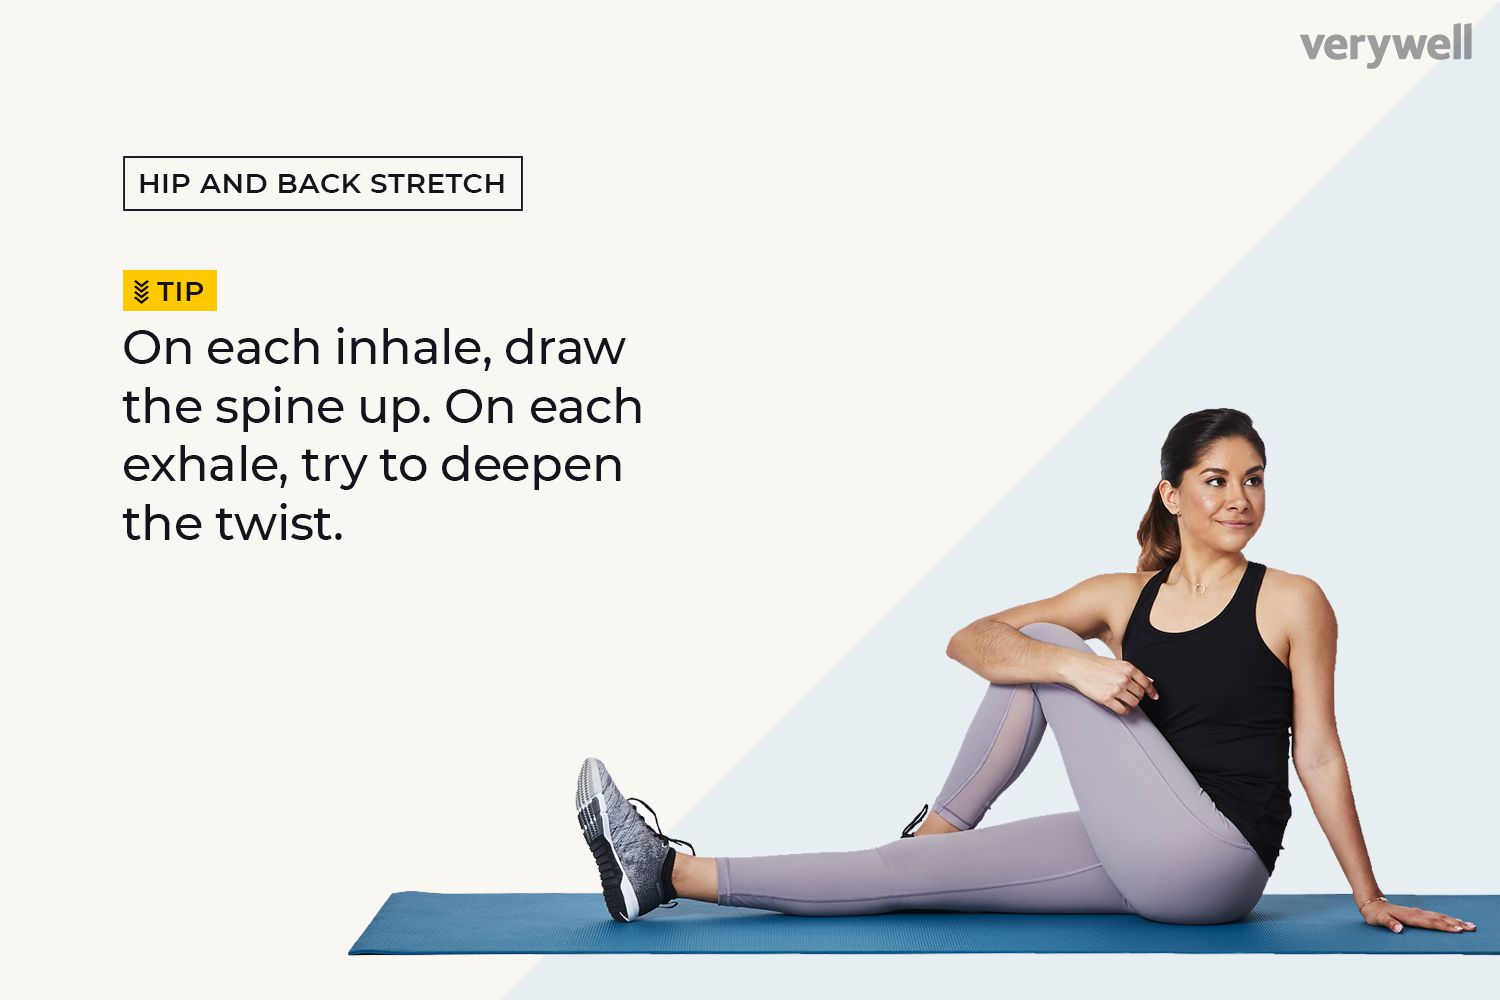 verywell
HIP AND BACK STRETCH
TIP
On each inhale, draw
the spine up. On each
exhale, try to deepen
the twist.